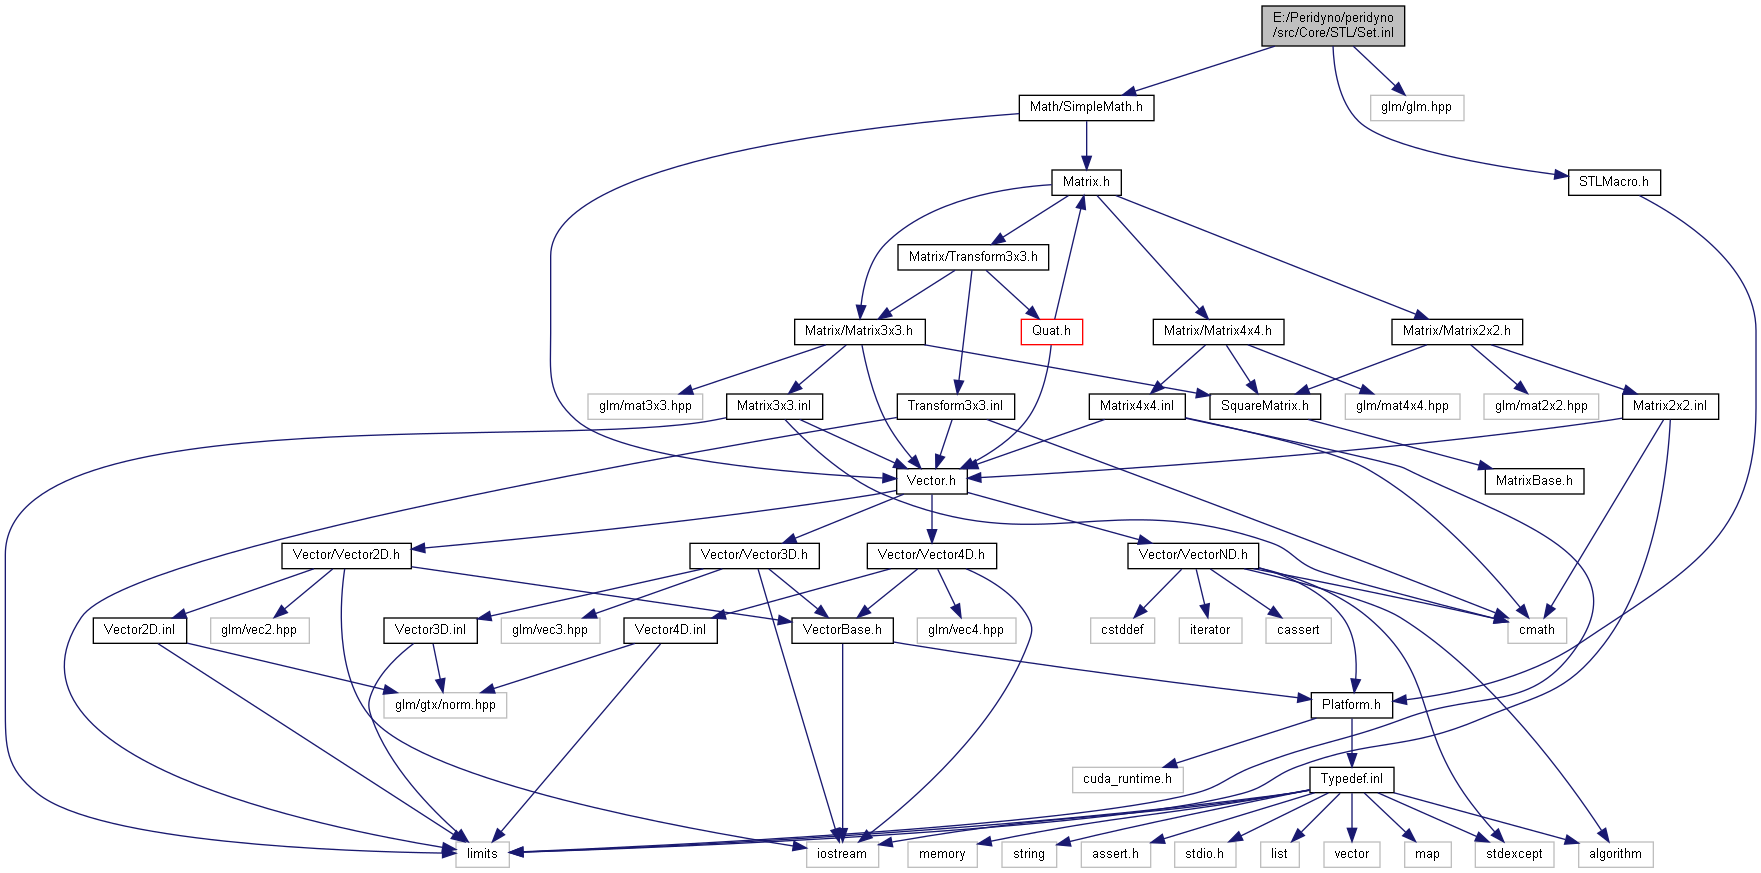 E:/Peridyno/peridyno
/src/Core/STL/Set.inl
Math/SimpleMath.h
glm/glm.hpp
Matrix.h
STLMacro.h
Matrix/Transform3x3.h
Matrix/Matrix3x3.h
Quat.h
Matrix/Matrix4x4.h
Matrix/Matrix2x2.h
glm/mat3x3.hpp
Matrix3x3.inl
Transform3x3.inl
Matrix4x4.inl
SquareMatrix.h
glm/mat4x4.hpp
glm/mat2x2.hpp
Matrix2x2.inl
Vector.h
MatrixBase.h
Vector/Vector2D.h
Vector/Vector3D.h
Vector/Vector4D.h
Vector/VectorND.h
Vector2D.inl
glm/vec2.hpp
Vector3D.inl
glm/vec3.hpp
Vector4D.inl
VectorBase.h
glm/vec4.hpp
cstddef
iterator
cassert
cmath
glm/gtx/norm.hpp
Platform.h
cuda_runtime.h
Typedef.inl
limits
iostream
memory
string
assert.h
stdio.h
list
vector
map
stdexcept
algorithm